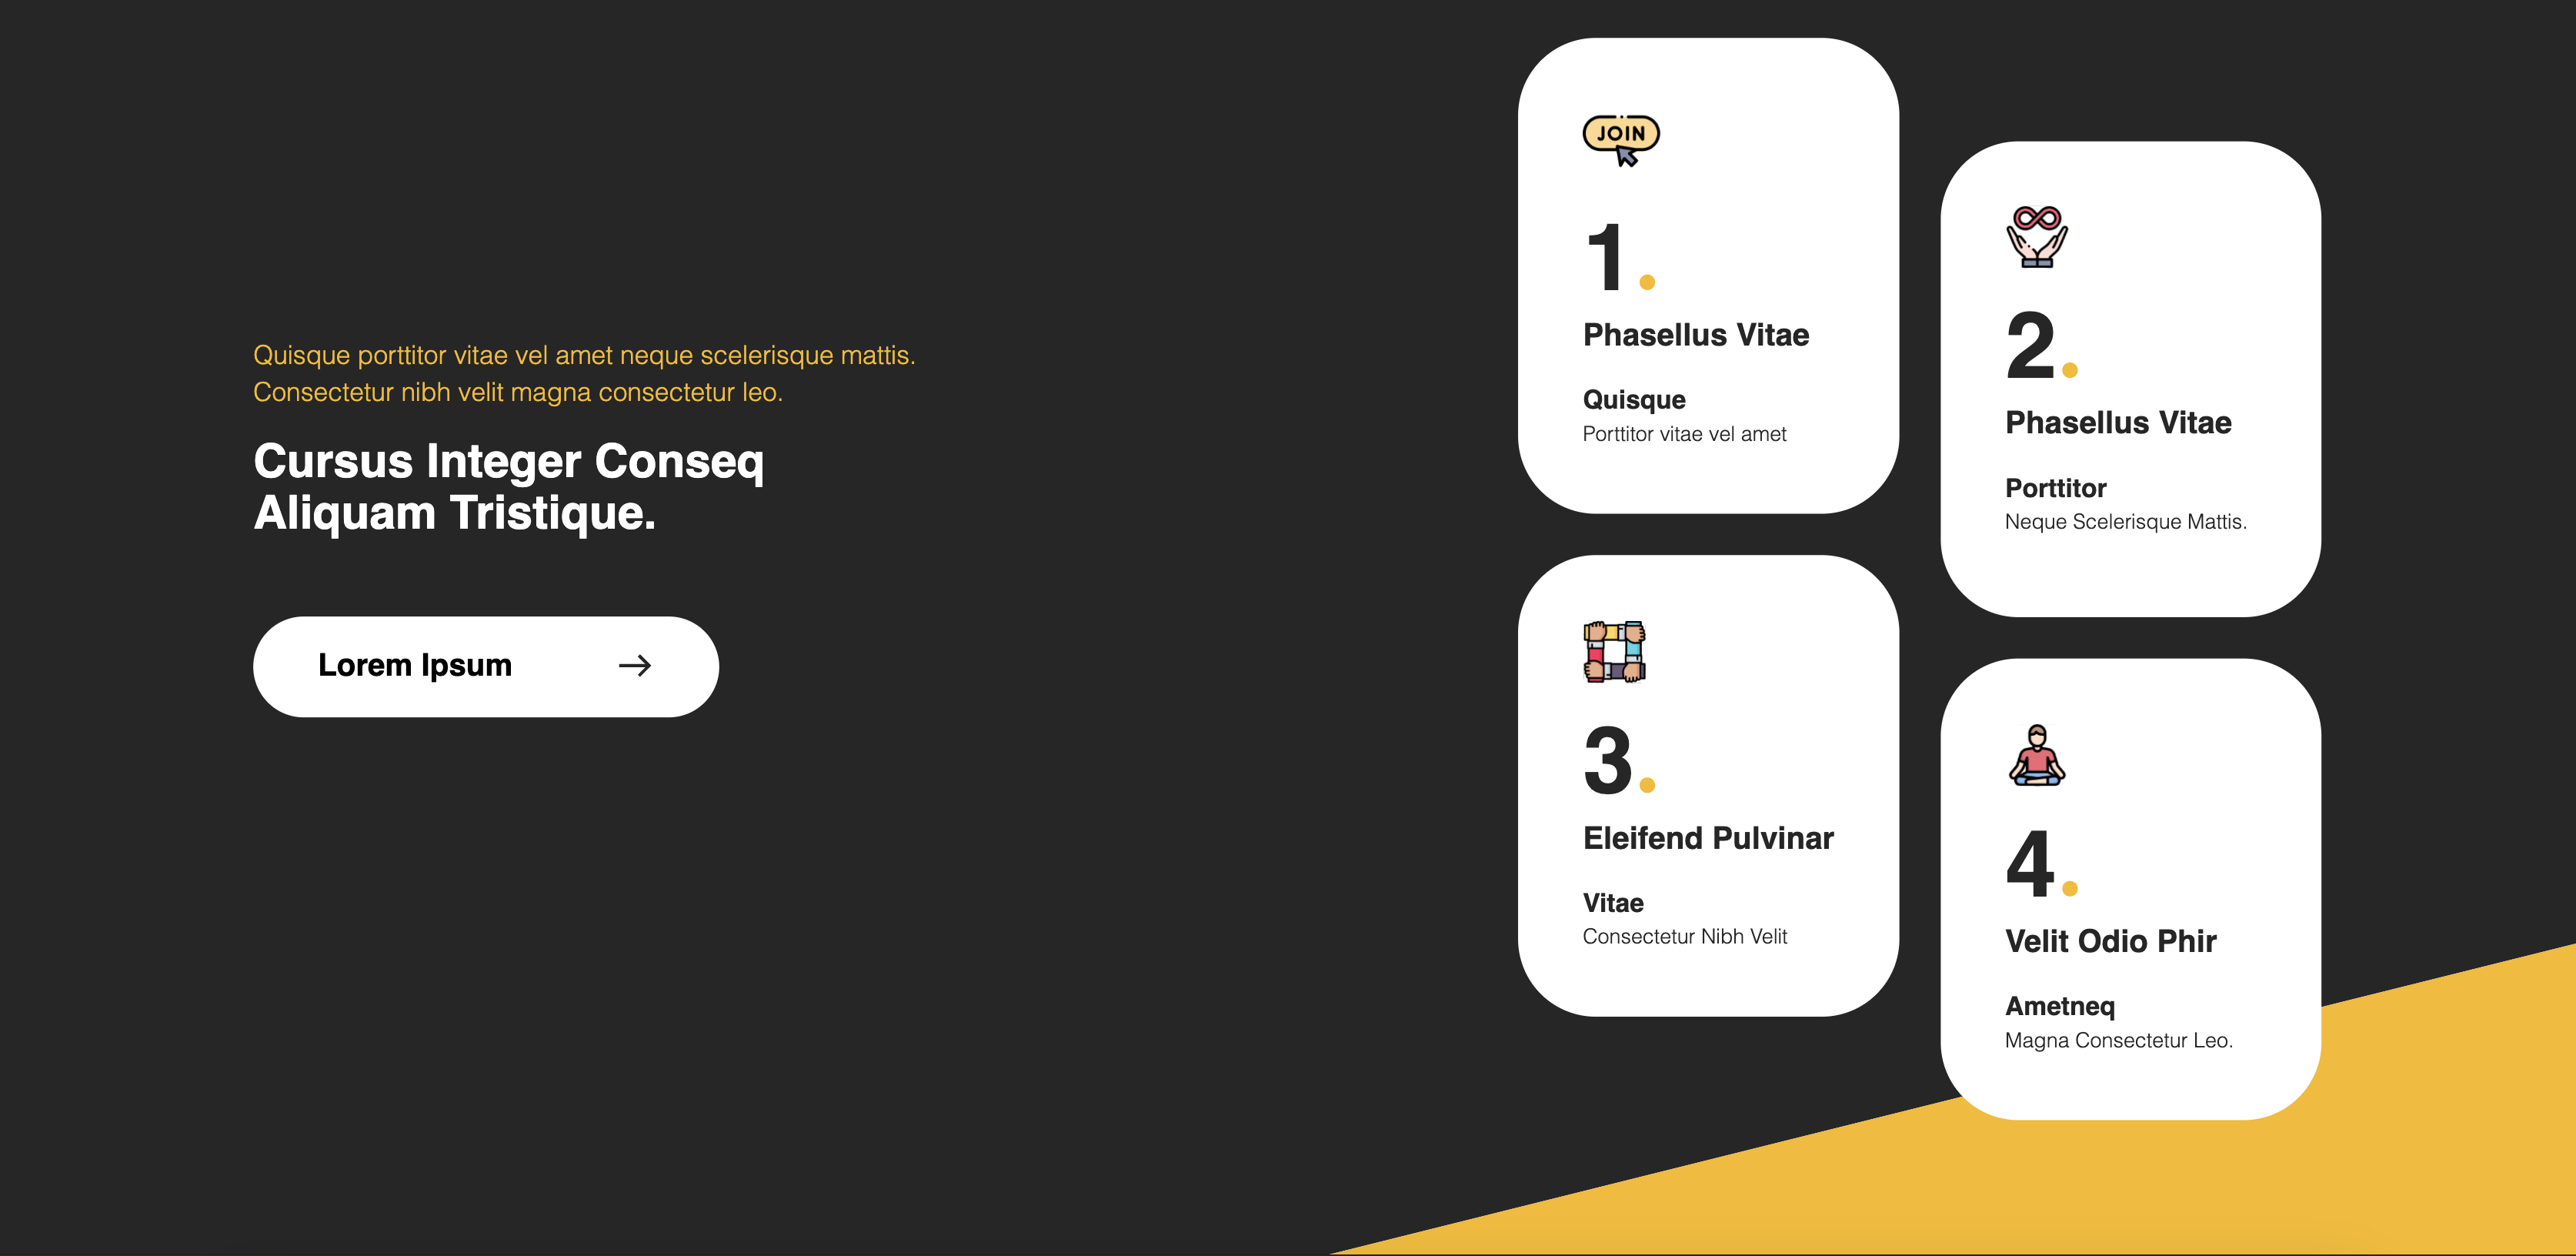 Quisque porttitor vitae vel amet neque scelerisque mattis.
Consectetur nibh velit magna consectetur leo.
Cursus Integer Conseq
Aliquam Tristique.
Lorem Ipsum
JOIN
1.
Phasellus Vitae
Quisque
Porttitor vitae vel amet
2.
Phasellus Vitae
Porttitor
Neque Scelerisque Mattis.
3.
Eleifend Pulvinar
Vitae
Consectetur Nibh Velit
4.
Velit Odio Phir
Ametneq
Magna Consectetur Leo.